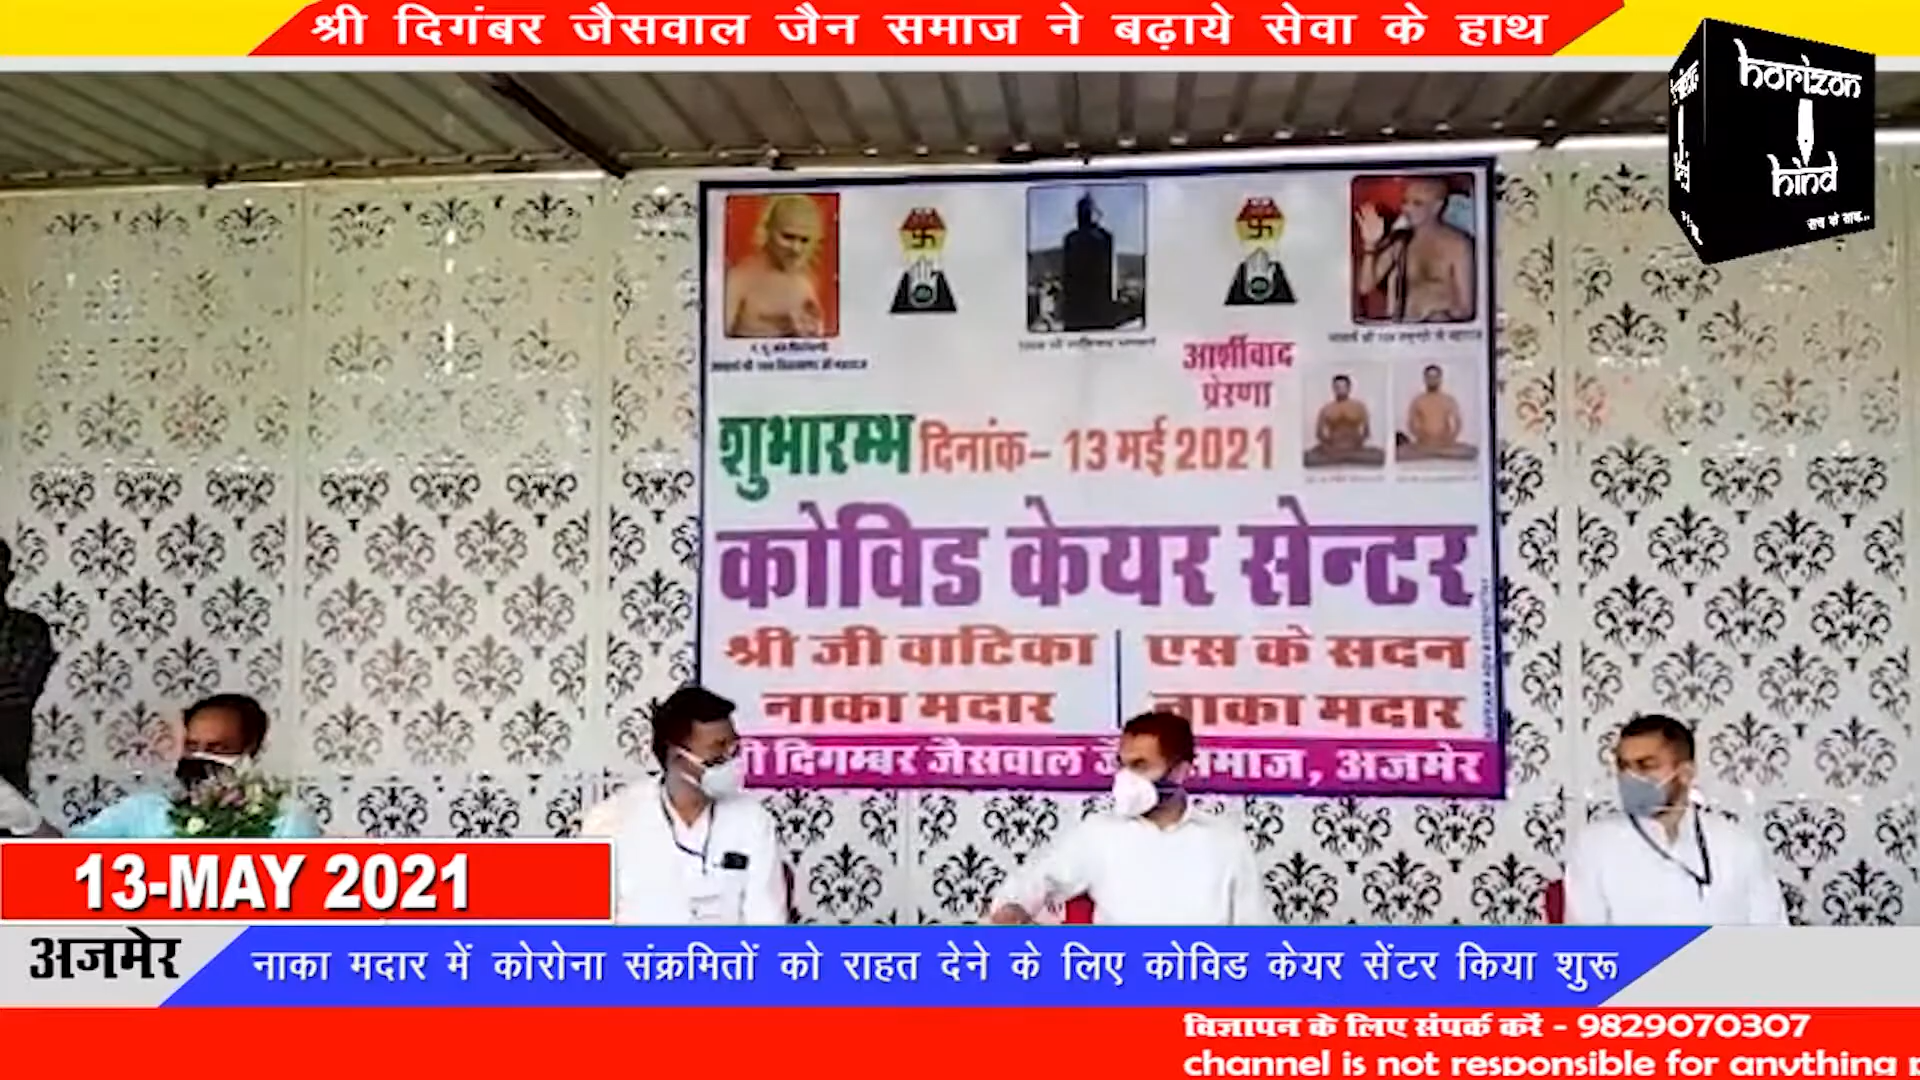 श्री दिगंबर जैसवाल जैन समाज ने बढ़ाये सेवा के हाथ
horizon
hind
आर्शीवाद
प्रेरणा
शुभारम्भ दिनांक- 13 मई 2021
कोविड केयर सेन्टर
श्री जी वाटिका
नाका मदार
एस के सदन
नाका मदार
दिगम्बर जैसवाल समाज, अजमेर
13-MAY 2021
अजमेर
नाका मदार में कोरोना संक्रमितों को राहत देने के लिए कोविड केयर सेंटर किया शुरू
विज्ञापन के लिए संपर्क करें - 9829070307
channel is not responsible for anything